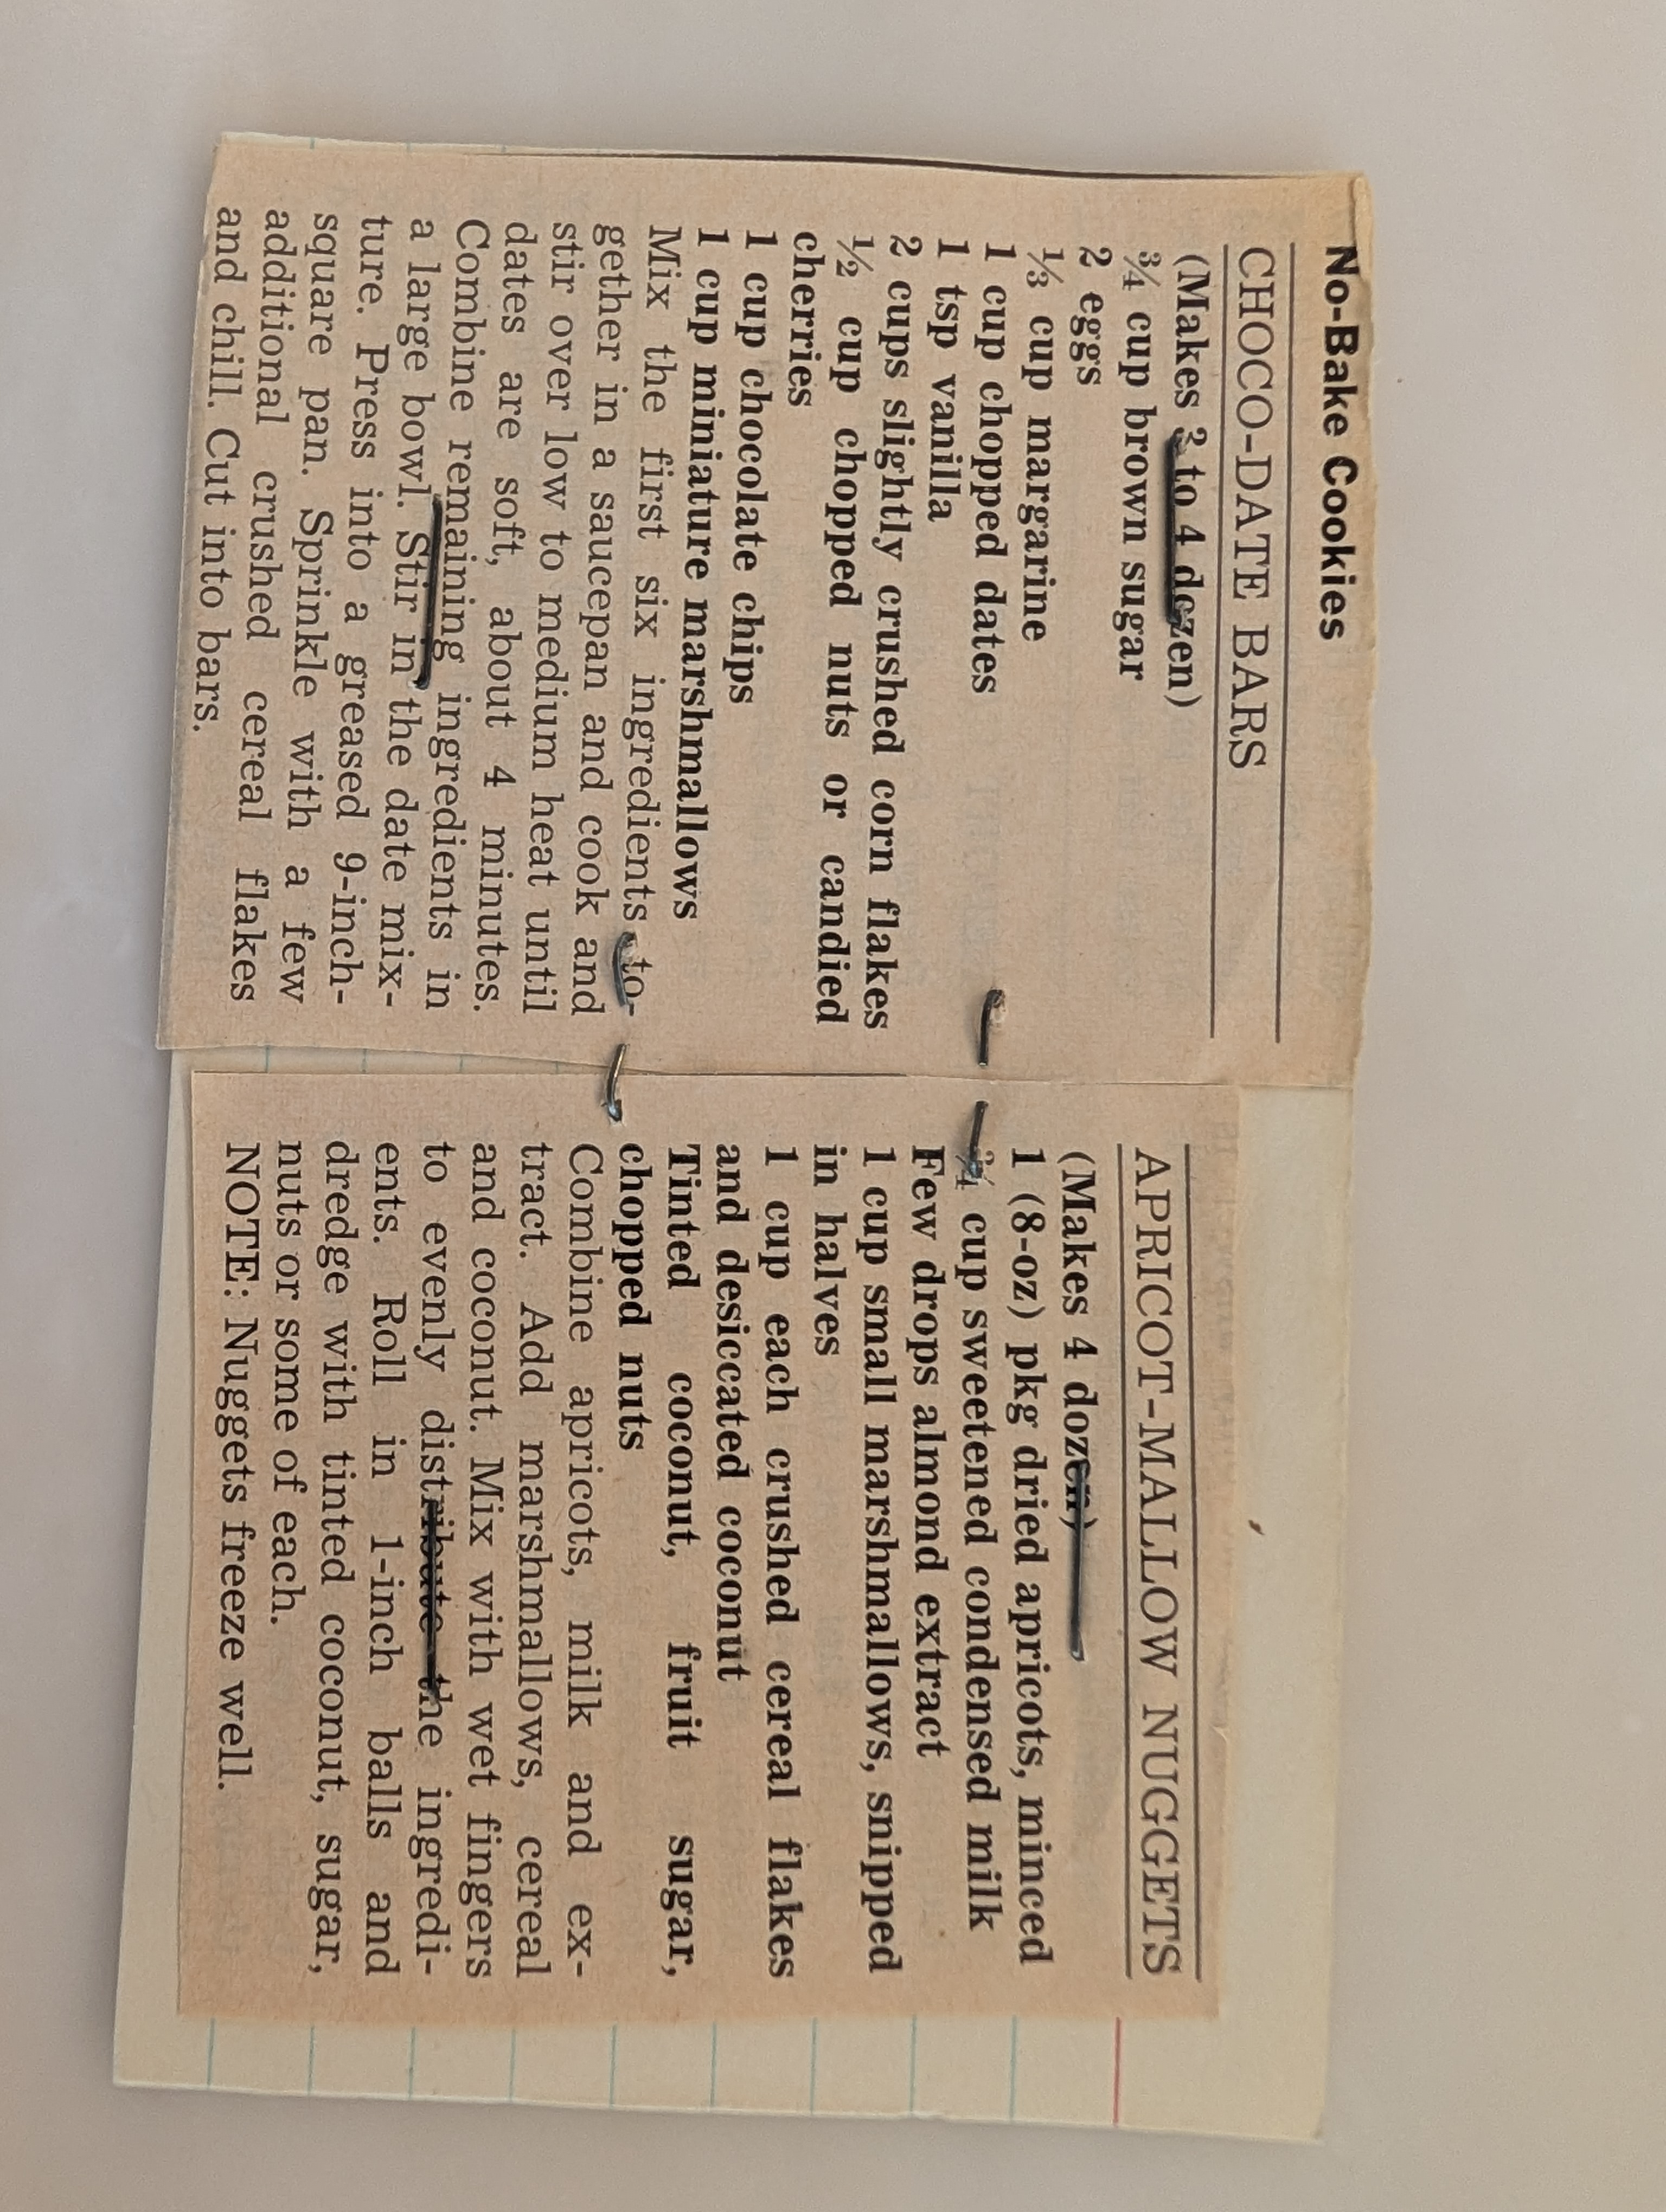 No-Bake Cookies
CHOCO-DATE BARS
(Makes 3 to 4 dozen)
¾ cup brown sugar
2 eggs
⅓ cup margarine
1 cup chopped dates
1 tsp vanilla
2 cups slightly crushed corn flakes
½ cup chopped nuts or candied
cherries
1 cup chocolate chips
1 cup miniature marshmallows
Mix the first six ingredients to-
gether in a saucepan and cook and
stir over low to medium heat until
dates are soft, about 4 minutes.
Combine remaining ingredients in
a large bowl. Stir in the date mix-
ture. Press into a greased 9-inch-
square pan. Sprinkle with a few
additional crushed cereal flakes
and chill. Cut into bars.
APRICOT-MALLOW NUGGETS
(Makes 4 dozen)
1 (8-oz) pkg dried apricots, minced
¾ cup sweetened condensed milk
Few drops almond extract
1 cup small marshmallows, snipped
in halves
1 cup each crushed cereal flakes
and desiccated coconut
Tinted coconut, fruit sugar,
chopped nuts
Combine apricots, milk and ex-
tract. Add marshmallows, cereal
and coconut. Mix with wet fingers
to evenly distribute the ingredi-
ents. Roll in 1-inch balls and
dredge with tinted coconut, sugar,
nuts or some of each.
NOTE: Nuggets freeze well.